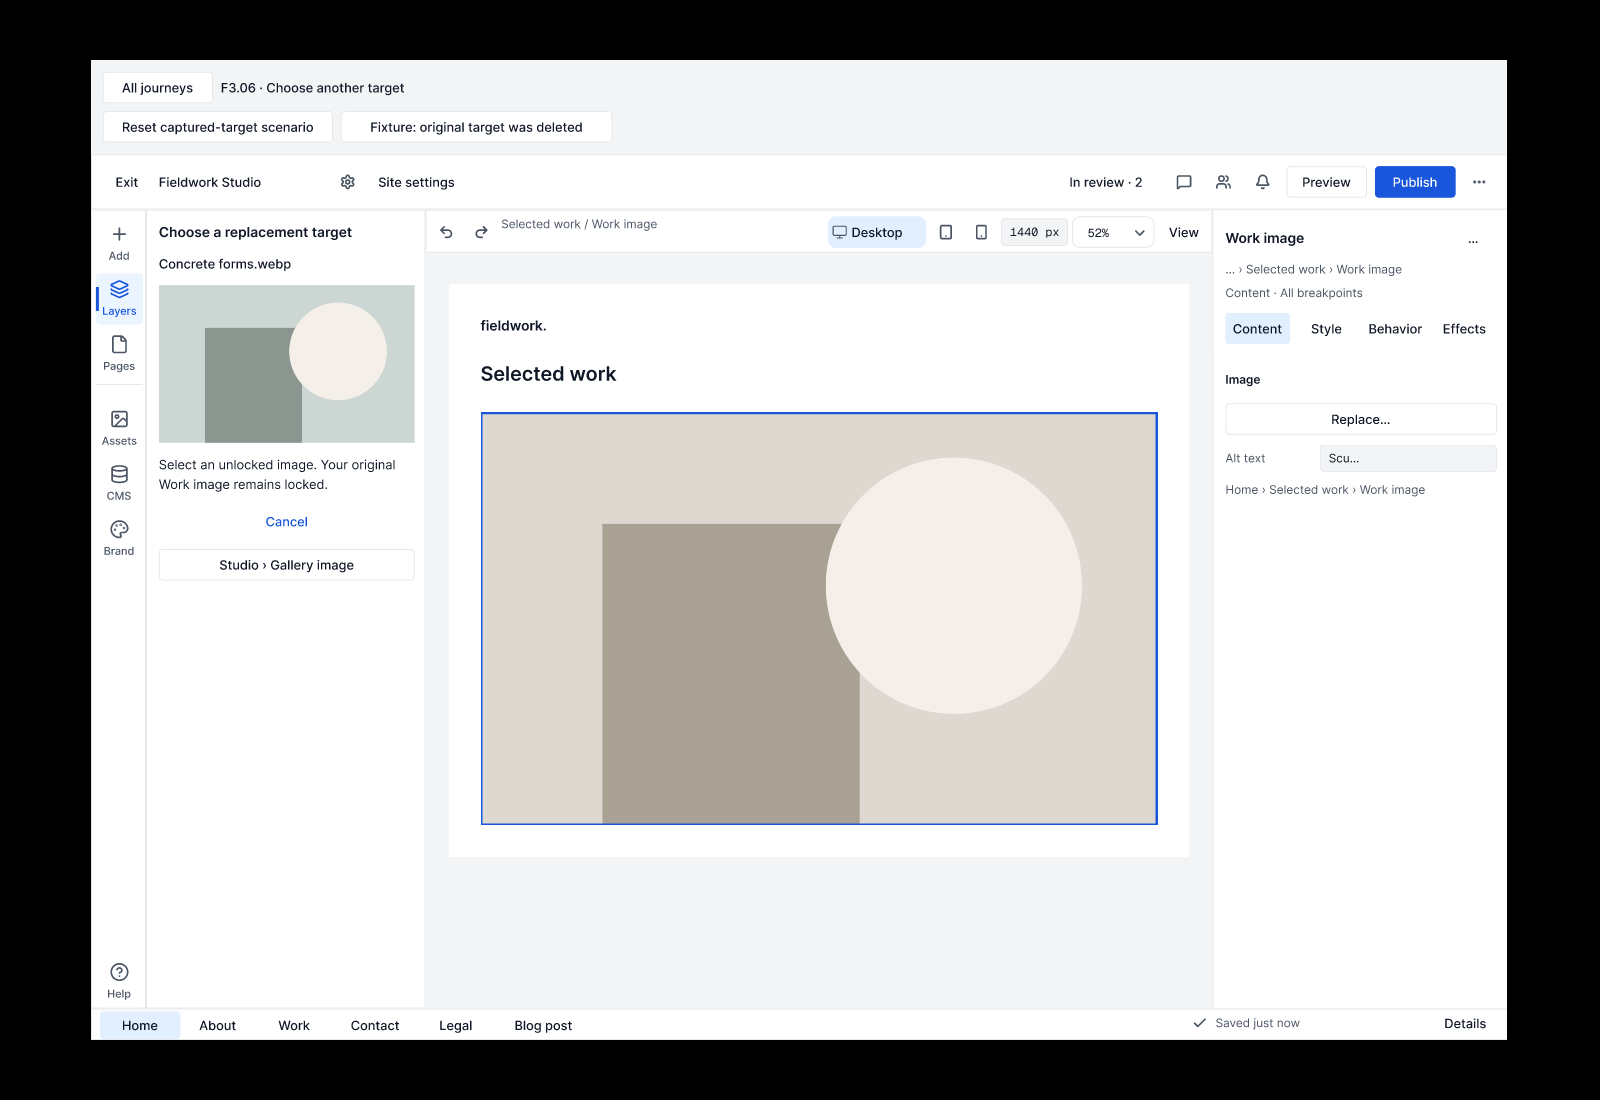 All journeys
F3.06 · Choose another target
Reset captured-target scenario
Fixture: original target was deleted
Exit
Fieldwork Studio
Site settings
In review · 2
Preview
Publish
Add
Layers
Pages
Assets
CMS
Brand
Help
Choose a replacement target
Concrete forms.webp
Select an unlocked image. Your original
Work image remains locked.
Cancel
Studio › Gallery image
Selected work / Work image
Desktop
1440 px
52%
View
fieldwork.
Selected work
Work image
...
... › Selected work › Work image
Content · All breakpoints
Content
Style
Behavior
Effects
Image
Replace...
Alt text
Scu...
Home › Selected work › Work image
Home
About
Work
Contact
Legal
Blog post
Saved just now
Details